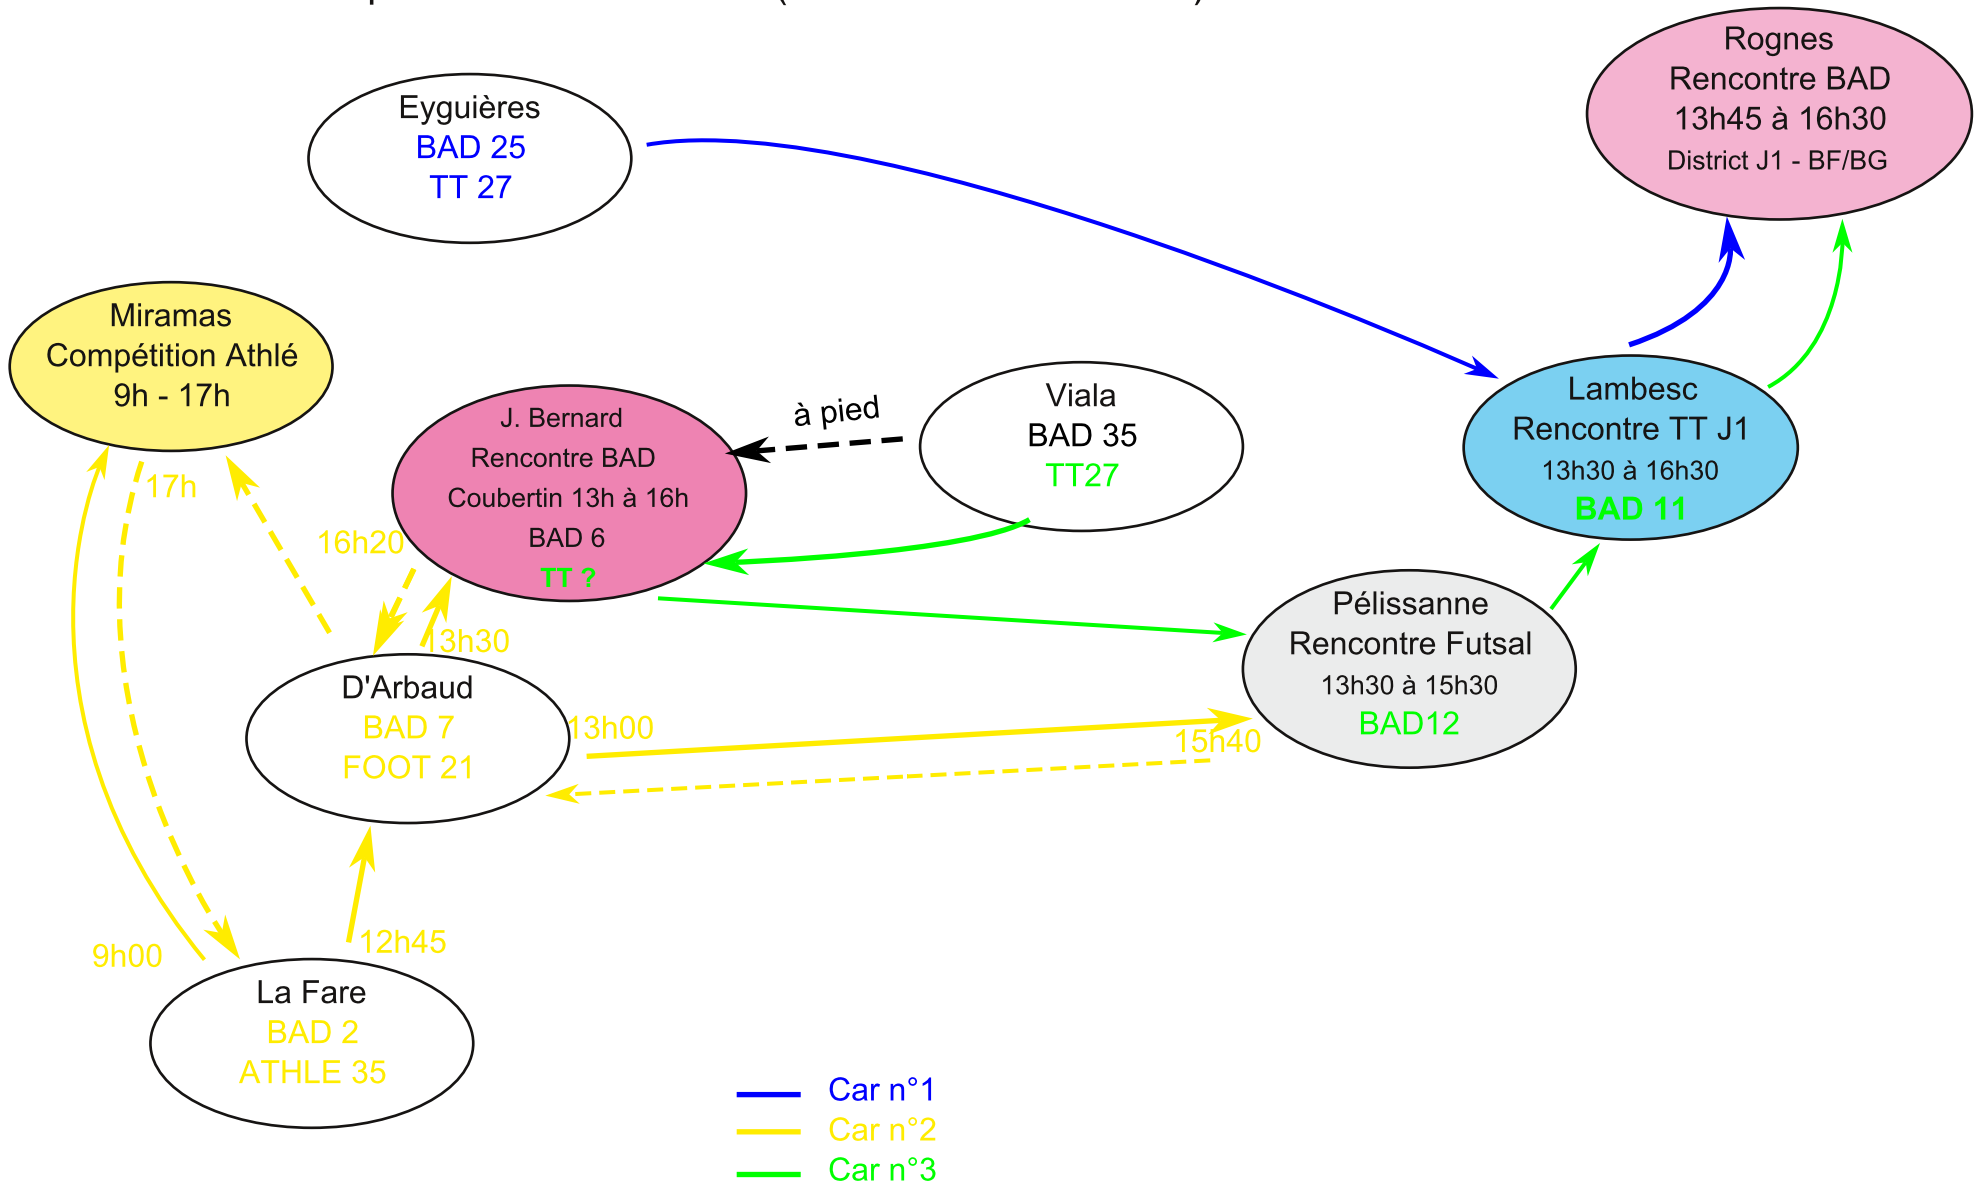 Eyguières
BAD 25
TT 27
Rognes
Rencontre BAD
13h45 à 16h30
District J1 - BF/BG
Miramas
Compétition Athlé
9h - 17h
17h
16h20
J. Bernard
Rencontre BAD
Coubertin 13h à 16h
BAD 6
TT ?
à pied
Viala
BAD 35
TT27
Lambesc
Rencontre TT J1
13h30 à 16h30
BAD 11
Pélissanne
Rencontre Futsal
13h30 à 15h30
BAD12
13h30
D'Arbaud
BAD 7
FOOT 21
13h00
15h40
9h00
12h45
La Fare
BAD 2
ATHLE 35
Car n°1
Car n°2
Car n°3